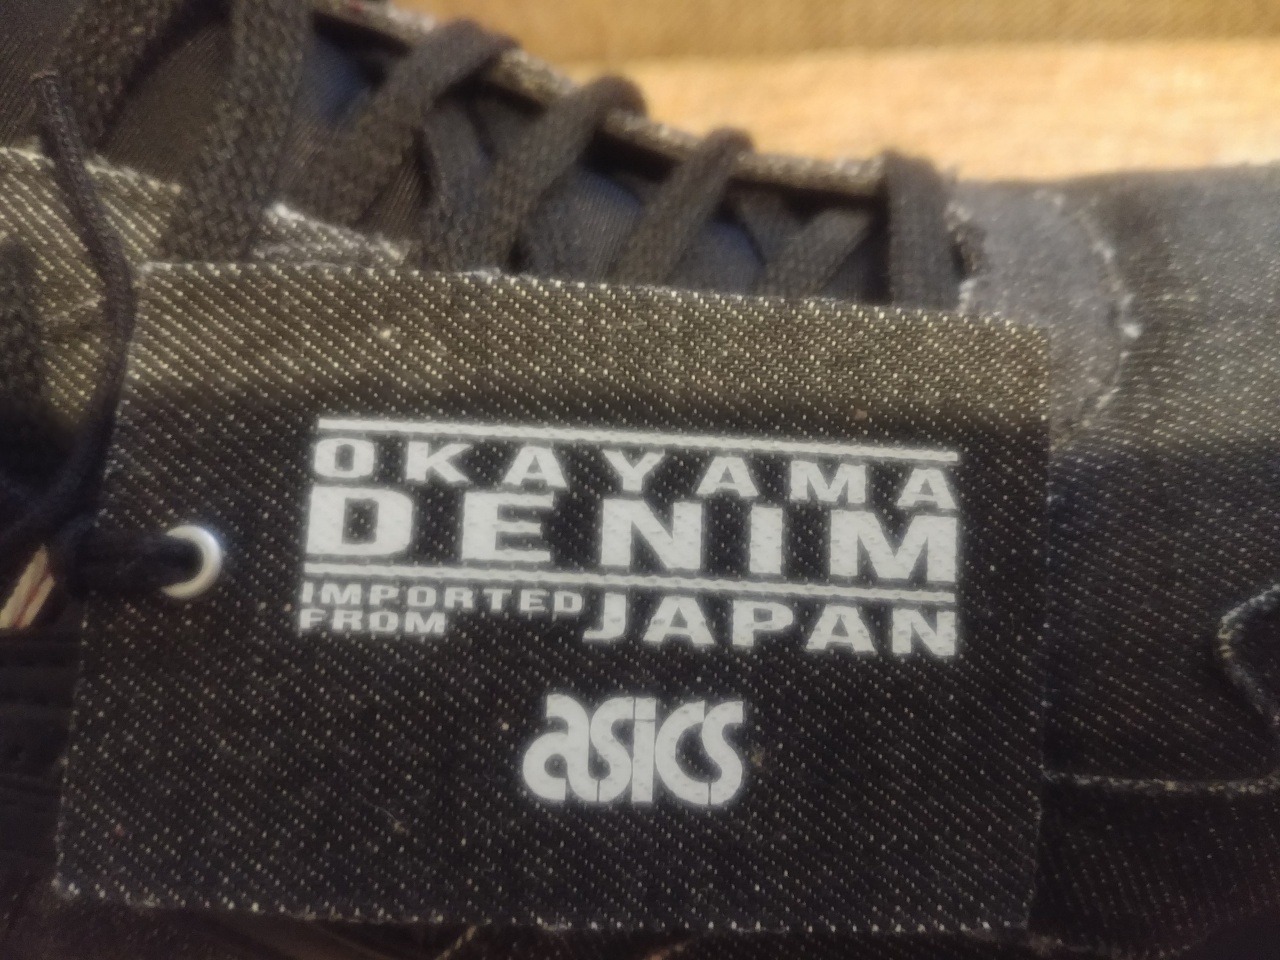 OKAYAMA
DENIM
IMPORTED
FROM
JAPAN
asics